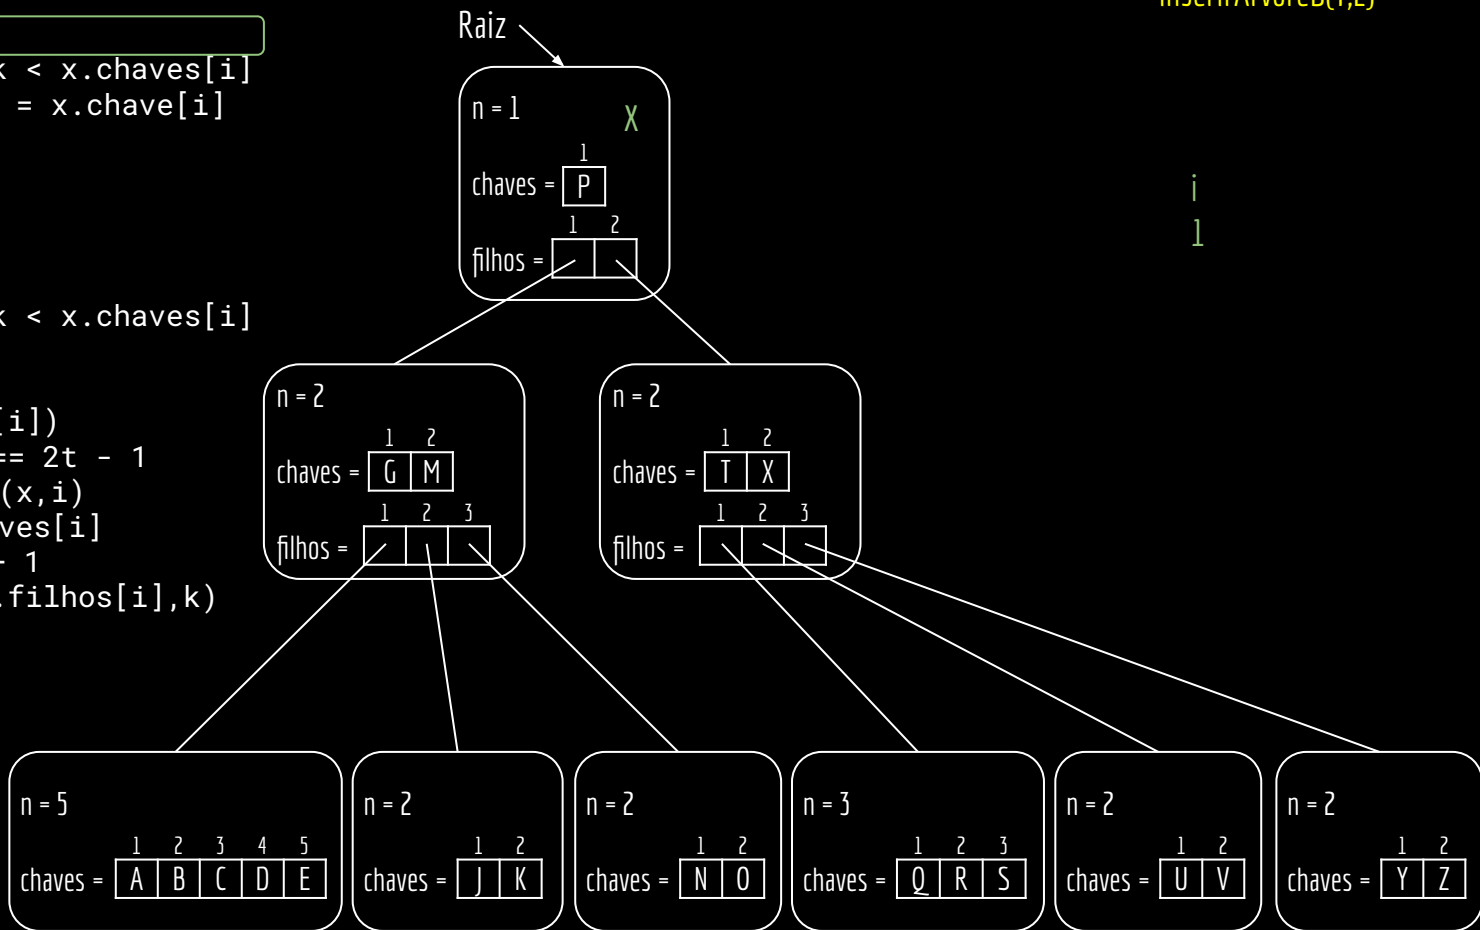 k < x.chaves[i]
= x.chave[i]
k < x.chaves[i]
[i])
== 2t - 1
(x,i)
ves[i]
- 1
.filhos[i],k)
Raiz
n = 1
X
1
chaves = P
1 2
filhos =
i
1
n = 2
1 2
chaves = G M
1 2 3
filhos =
n = 2
1 2
chaves = T X
1 2 3
filhos =
n = 5
1 2 3 4 5
chaves = A B C D E
n = 2
1 2
chaves = J K
n = 2
1 2
chaves = N O
n = 3
1 2 3
chaves = Q R S
n = 2
1 2
chaves = U V
n = 2
1 2
chaves = Y Z